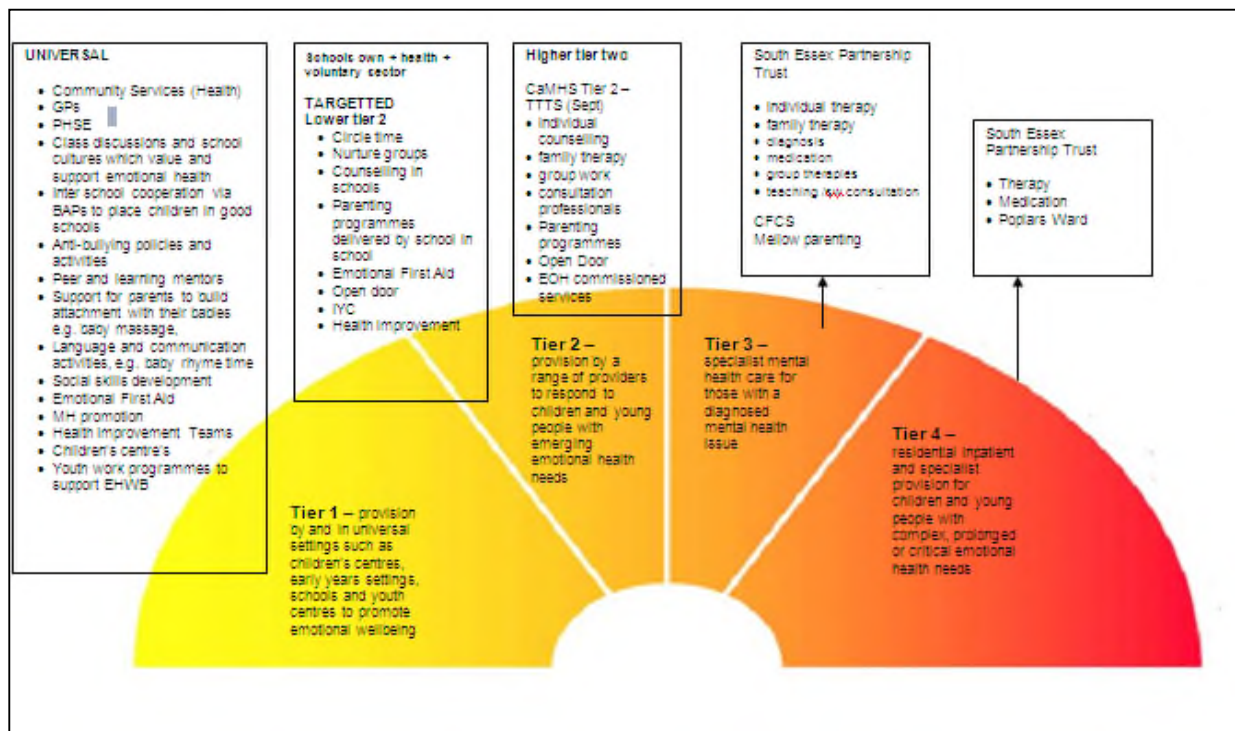 UNIVERSAL
• Community Services (Health)
• GPs
• PHSE
• Class discussions and school
cultures which value and
support emotional health
• Inter school cooperation via
BAPs to place children in good
schools
• Anti-bullying policies and
activities
• Peer and learning mentors
• Support for parents to build
attachment with their babies
e.g. baby massage,
• Language and communication
activities, e.g. baby rhyme time
• Social skills development
• Emotional First Aid
• MH promotion
• Health Improvement Teams
• Children's centre's
• Youth work programmes to
support EHWB
Schools own + health +
voluntary sector
TARGETTED
Lower tier 2
• Circle time
• Nurture groups
• Counselling in
schools
• Parenting
programmes
delivered by school in
school
• Emotional First Aid
• Open door
• IYC
• Health Improvement
Higher tier two
CaMHS Tier 2 –
TTTS (Sept)
• Individual
counselling
• family therapy
• group work
• consultation
professionals
• Parenting
programmes
• Open Door
• EOH commissioned
services
South Essex Partnership
Trust
• individual therapy
• family therapy
• diagnosis
• medication
• group therapies
• teaching / consultation
CFCS
Mellow parenting
South Essex
Partnership Trust
• Therapy
• Medication
• Poplars Ward
Tier 1 – provision
by and in universal
settings such as
children's centres,
early years settings,
schools and youth
centres to promote
emotional wellbeing
Tier 2 –
provision by a
range of providers
to respond to
children and young
people with
emerging
emotional health
needs
Tier 3 –
specialist mental
health care for
those with a
diagnosed
mental health
issue
Tier 4 –
residential inpatient
and specialist
provision for
children and young
people with
complex, prolonged
or critical emotional
health needs